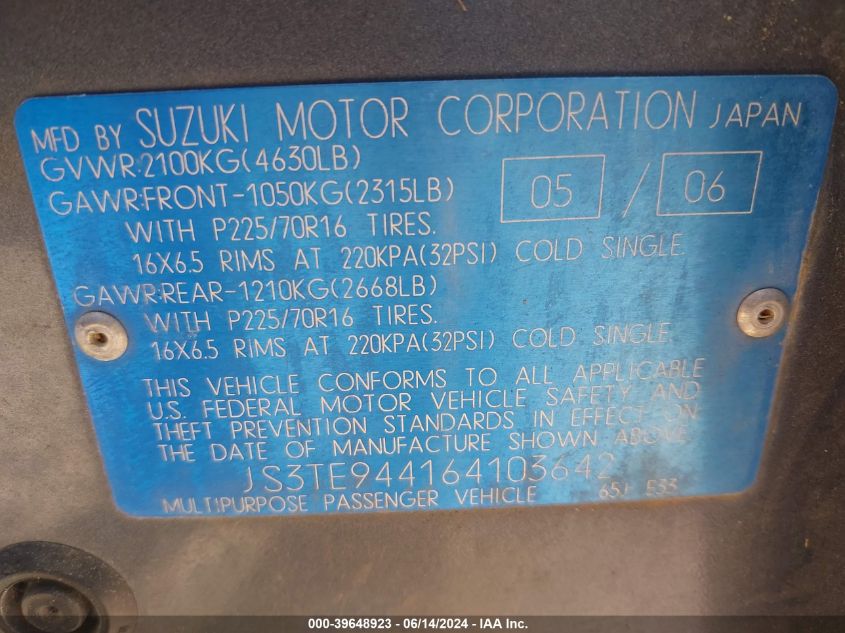 MFD BY SUZUKI MOTOR CORPORATION JAPAN
GVWR:2100KG(4630LB)
GAWR:FRONT-1050KG(2315LB) 05 / 06
WITH P225/70R16 TIRES.
16X6.5 RIMS AT 220KPA(32PSI) COLD SINGLE.
GAWR:REAR-1210KG(2668LB)
WITH P225/70R16 TIRES.
16X6.5 RIMS AT 220KPA(32PSI) COLD SINGLE.
THIS VEHICLE CONFORMS TO ALL APPLICABLE
U.S. FEDERAL MOTOR VEHICLE SAFETY AND
THEFT PREVENTION STANDARDS IN EFFECT ON
THE DATE OF MANUFACTURE SHOWN ABOVE.
JS3TE944164103642
MULTIPURPOSE PASSENGER VEHICLE 65J E33
000-39648923 - 06/14/2024 - IAA Inc.